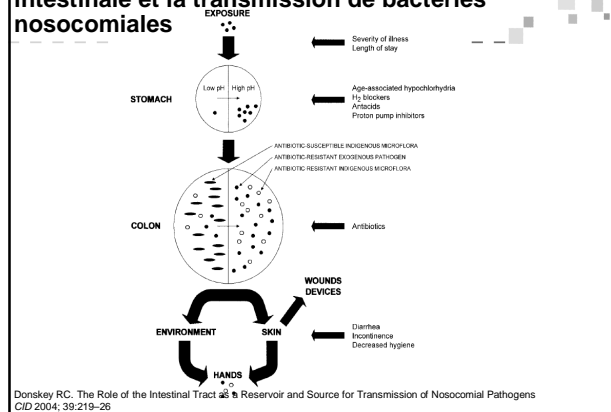 intestinale et la transmission de bactéries
nosocomiales
EXPOSURE
Severity of illness
Length of stay
Low pH
High pH
STOMACH
Age-associated hypochlorhydria
H2 blockers
Antacids
Proton pump inhibitors
ANTIBIOTIC-SUSCEPTIBLE INDIGENOUS MICROFLORA
ANTIBIOTIC-RESISTANT EXOGENOUS PATHOGEN
ANTIBIOTIC-RESISTANT INDIGENOUS MICROFLORA
COLON
Antibiotics
WOUNDS
DEVICES
ENVIRONMENT
SKIN
Diarrhea
Incontinence
Decreased hygiene
HANDS
Donskey RC. The Role of the Intestinal Tract as a Reservoir and Source for Transmission of Nosocomial Pathogens
CID 2004; 39:219–26